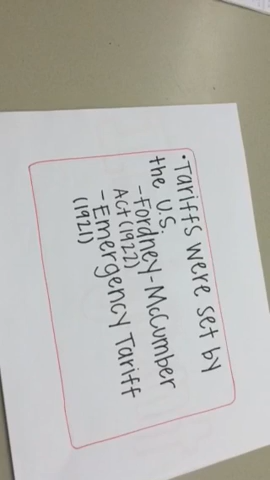 •Tariffs were set by
the U.S.
-Fordney-McCumber
Act (1922)
-Emergency Tariff
(1921)